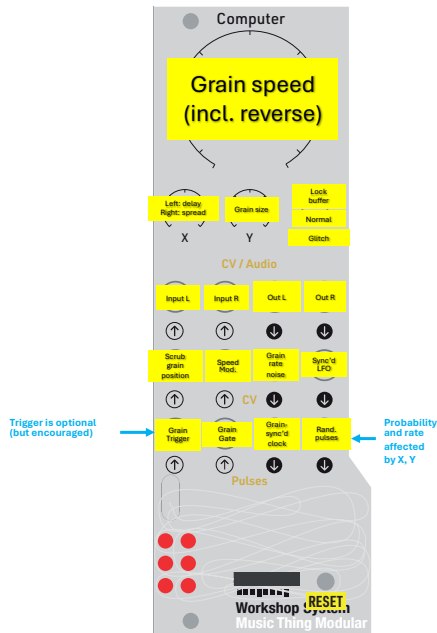 Computer
Grain speed
(incl. reverse)
Left: delay
Right: spread
Grain size
Lock
buffer
Normal
Glitch
X
Y
CV / Audio
Input L
Input R
Out L
Out R
Scrub
grain
position
Speed
Mod.
Grain
rate
noise
Sync'd
LFO
CV
Trigger is optional
(but encouraged)
Grain
Trigger
Grain
Gate
Grain-
sync'd
clock
Rand.
pulses
Probability
and rate
affected
by X, Y
Pulses
RESET
Workshop System
Music Thing Modular